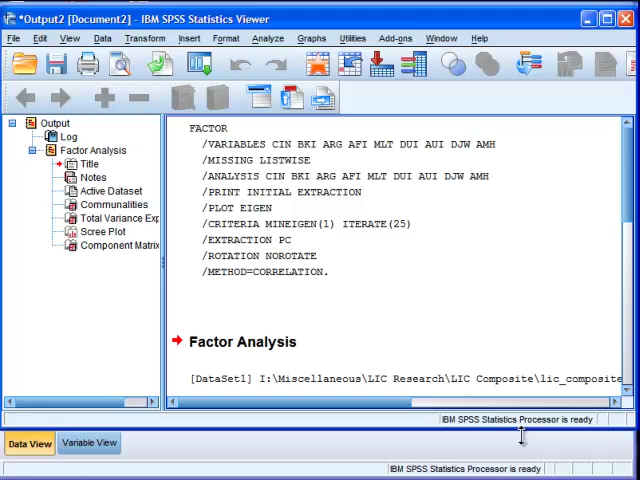 *Output2 [Document2] - IBM SPSS Statistics Viewer
File Edit View Data Transform Insert Format Analyze Graphs Utilities Add-ons Window Help
Output
Log
Factor Analysis
Title
Notes
Active Dataset
Communalities
Total Variance Exp
Scree Plot
Component Matrix
FACTOR
/VARIABLES CIN BKI ARG AFI MLT DUI AUI DJW AMH
/MISSING LISTWISE
/ANALYSIS CIN BKI ARG AFI MLT DUI AUI DJW AMH
/PRINT INITIAL EXTRACTION
/PLOT EIGEN
/CRITERIA MINEIGEN(1) ITERATE(25)
/EXTRACTION PC
/ROTATION NOROTATE
/METHOD=CORRELATION.
Factor Analysis
[DataSet1] I:\Miscellaneous\LIC Research\LIC Composite\lic_composite
IBM SPSS Statistics Processor is ready
Data View Variable View
IBM SPSS Statistics Processor is ready